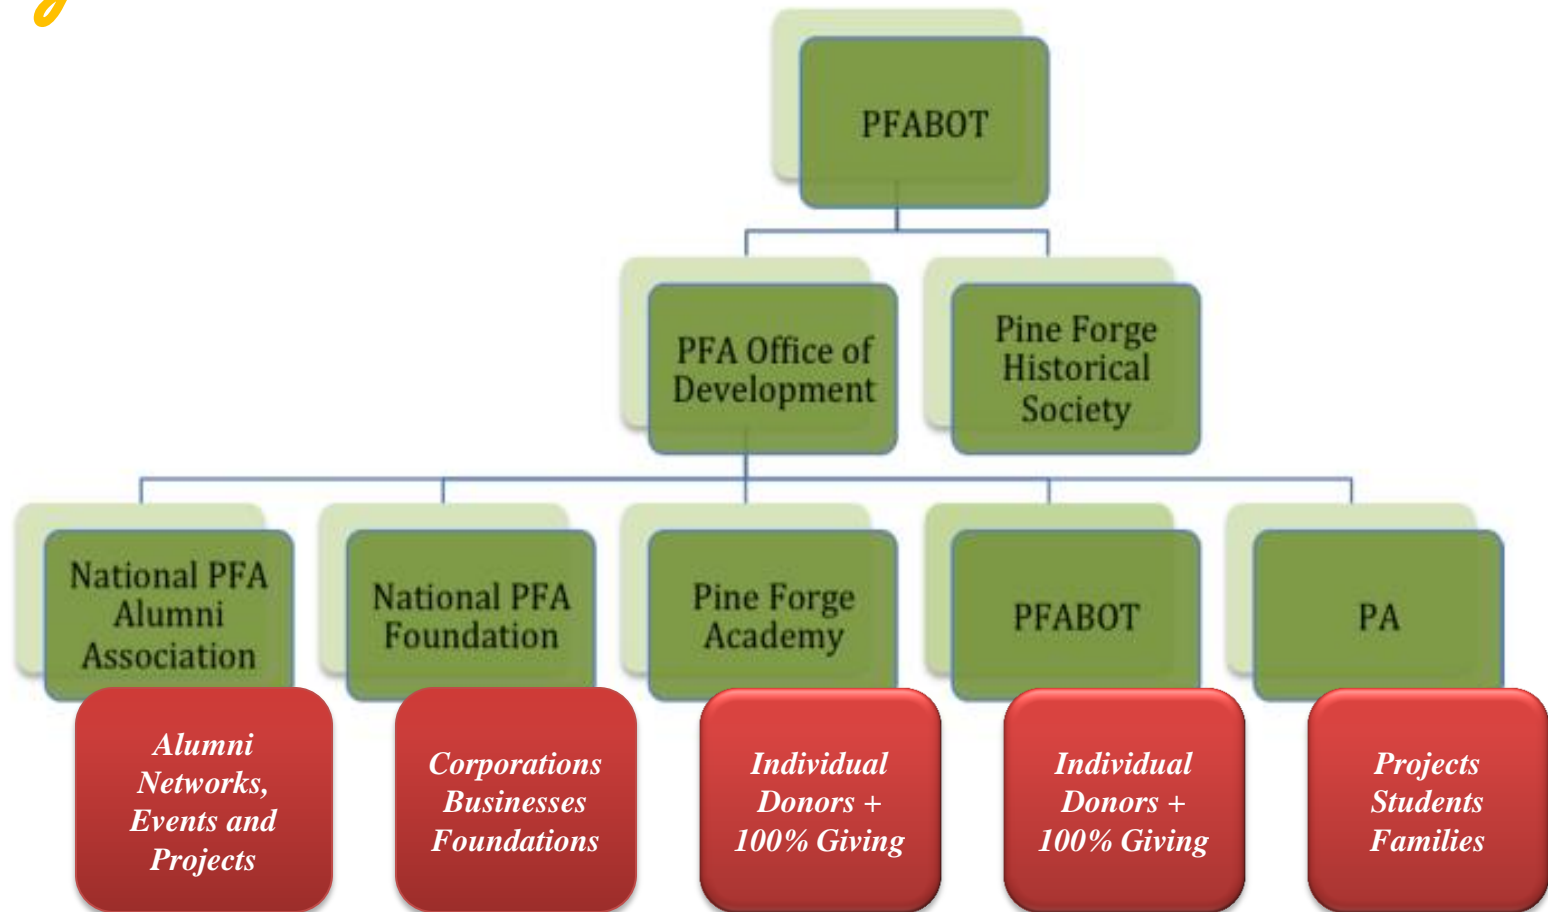 PFABOT
PFA Office of
Development
Pine Forge
Historical
Society
National PFA
Alumni
Association
National PFA
Foundation
Pine Forge
Academy
PFABOT
PA
Alumni
Networks,
Events and
Projects
Corporations
Businesses
Foundations
Individual
Donors +
100% Giving
Individual
Donors +
100% Giving
Projects
Students
Families